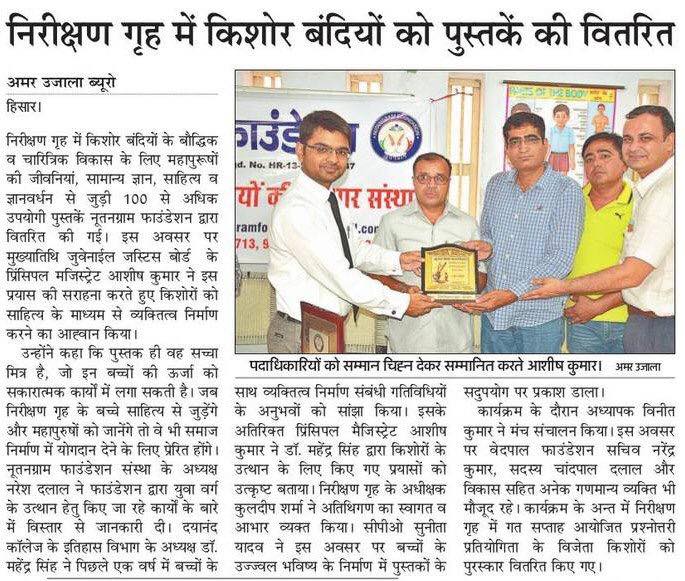 निरीक्षण गृह में किशोर बंदियों को पुस्तकें की वितरित
अमर उजाला ब्यूरो
हिसार।
निरीक्षण गृह में किशोर बंदियों के बौद्धिक
व चारित्रिक विकास के लिए महापुरूषों
की जीवनियां, सामान्य ज्ञान, साहित्य व
ज्ञानवर्धन से जुड़ी 100 से अधिक
उपयोगी पुस्तकें नूतनग्राम फाउंडेशन द्वारा
वितरित की गई। इस अवसर पर
मुख्यातिथि जुवेनाईल जस्टिस बोर्ड के
प्रिंसिपल मजिस्ट्रेट आशीष कुमार ने इस
प्रयास की सराहना करते हुए किशोरों को
साहित्य के माध्यम से व्यक्तित्व निर्माण
करने का आह्वान किया।
उन्होंने कहा कि पुस्तक ही वह सच्चा
मित्र है, जो इन बच्चों की ऊर्जा को
सकारात्मक कार्यों में लगा सकती है। जब
निरीक्षण गृह के बच्चे साहित्य से जुड़ेंगे
और महापुरुषों को जानेंगे तो वे भी समाज
निर्माण में योगदान देने के लिए प्रेरित होंगे।
नूतनग्राम फाउंडेशन संस्था के अध्यक्ष
नरेश दलाल ने फाउंडेशन द्वारा युवा वर्ग
के उत्थान हेतु किए जा रहे कार्यों के बारे
में विस्तार से जानकारी दी। दयानंद
कॉलेज के इतिहास विभाग के अध्यक्ष डॉ.
महेंद्र सिंह ने पिछले एक वर्ष में बच्चों के
PARTS OF THE BODY
काउंडे
d. No. HR-13-
47
यों की
र संस्था
ramfo
l.com
713, 9
पदाधिकारियों को सम्मान चिह्न देकर सम्मानित करते आशीष कुमार। अमर उजाला
साथ व्यक्तित्व निर्माण संबंधी गतिविधियों
के अनुभवों को सांझा किया। इसके
अतिरिक्त प्रिंसिपल मैजिस्ट्रेट आशीष
कुमार ने डॉ. महेंद्र सिंह द्वारा किशोरों के
उत्थान के लिए किए गए प्रयासों को
उत्कृष्ट बताया। निरीक्षण गृह के अधीक्षक
कुलदीप शर्मा ने अतिथिगण का स्वागत व
आभार व्यक्त किया। सीपीओ सुनीता
यादव ने इस अवसर पर बच्चों के
उज्ज्वल भविष्य के निर्माण में पुस्तकों के
सदुपयोग पर प्रकाश डाला।
कार्यक्रम के दौरान अध्यापक विनीत
कुमार ने मंच संचालन किया। इस अवसर
पर वेदपाल फाउंडेशन सचिव नरेंद्र
कुमार, सदस्य चांदपाल दलाल और
विकास सहित अनेक गणमान्य व्यक्ति भी
मौजूद रहे। कार्यक्रम के अन्त में निरीक्षण
गृह में गत सप्ताह आयोजित प्रश्नोत्तरी
प्रतियोगिता के विजेता किशोरों को
पुरस्कार वितरित किए गए।